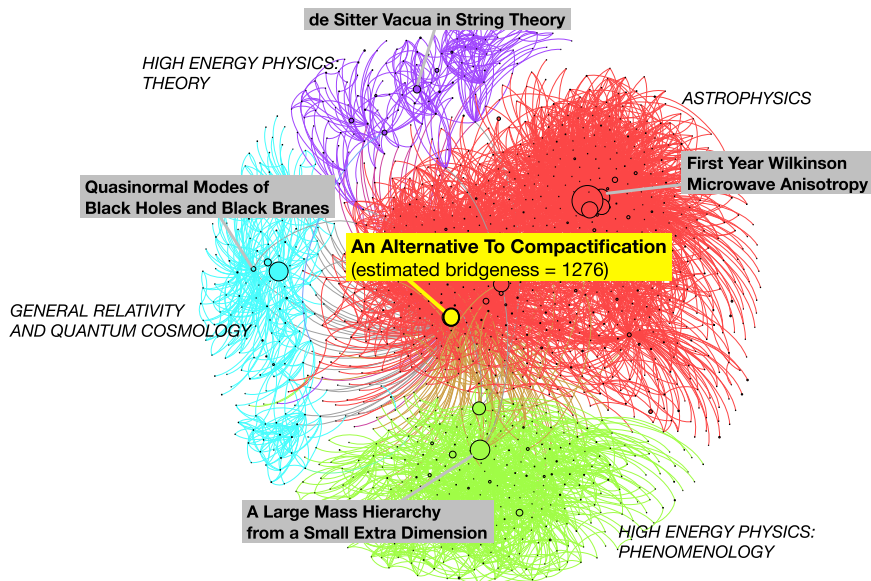 de Sitter Vacua in String Theory
HIGH ENERGY PHYSICS:
THEORY
ASTROPHYSICS
First Year Wilkinson
Microwave Anisotropy
Quasinormal Modes of
Black Holes and Black Branes
An Alternative To Compactification
(estimated bridgeness = 1276)
GENERAL RELATIVITY
AND QUANTUM COSMOLOGY
A Large Mass Hierarchy
from a Small Extra Dimension
HIGH ENERGY PHYSICS:
PHENOMENOLOGY